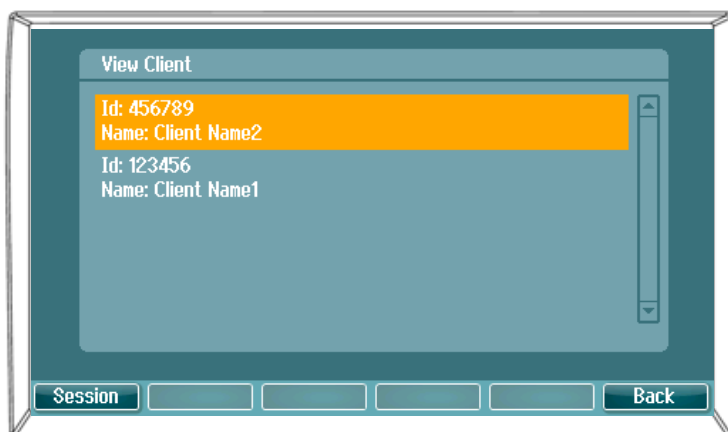 View Client
Id: 456789
Name: Client Name2
Id: 123456
Name: Client Name1
Session
Back